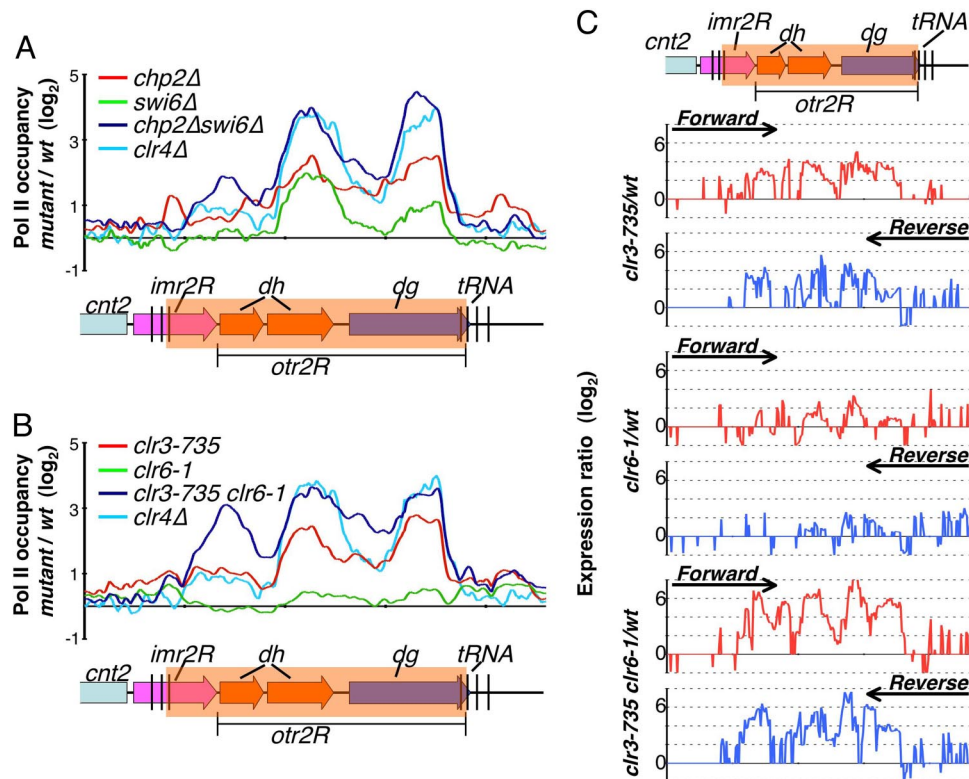 A
Pol II occupancy
mutant / wt (log2)
5
3
1
-1
chp2Δ
swi6Δ
chp2Δswi6Δ
clr4Δ
cnt2
imr2R
dh
dg
tRNA
otr2R
B
Pol II occupancy
mutant / wt (log2)
5
3
1
-1
clr3-735
clr6-1
clr3-735 clr6-1
clr4Δ
cnt2
imr2R
dh
dg
tRNA
otr2R
C
cnt2
imr2R
dh
dg
tRNA
otr2R
Expression ratio (log2)
clr3-735/wt
Forward
6
0
Reverse
6
0
clr6-1/wt
Forward
6
0
Reverse
6
0
clr3-735 clr6-1/wt
Forward
6
0
Reverse
6
0